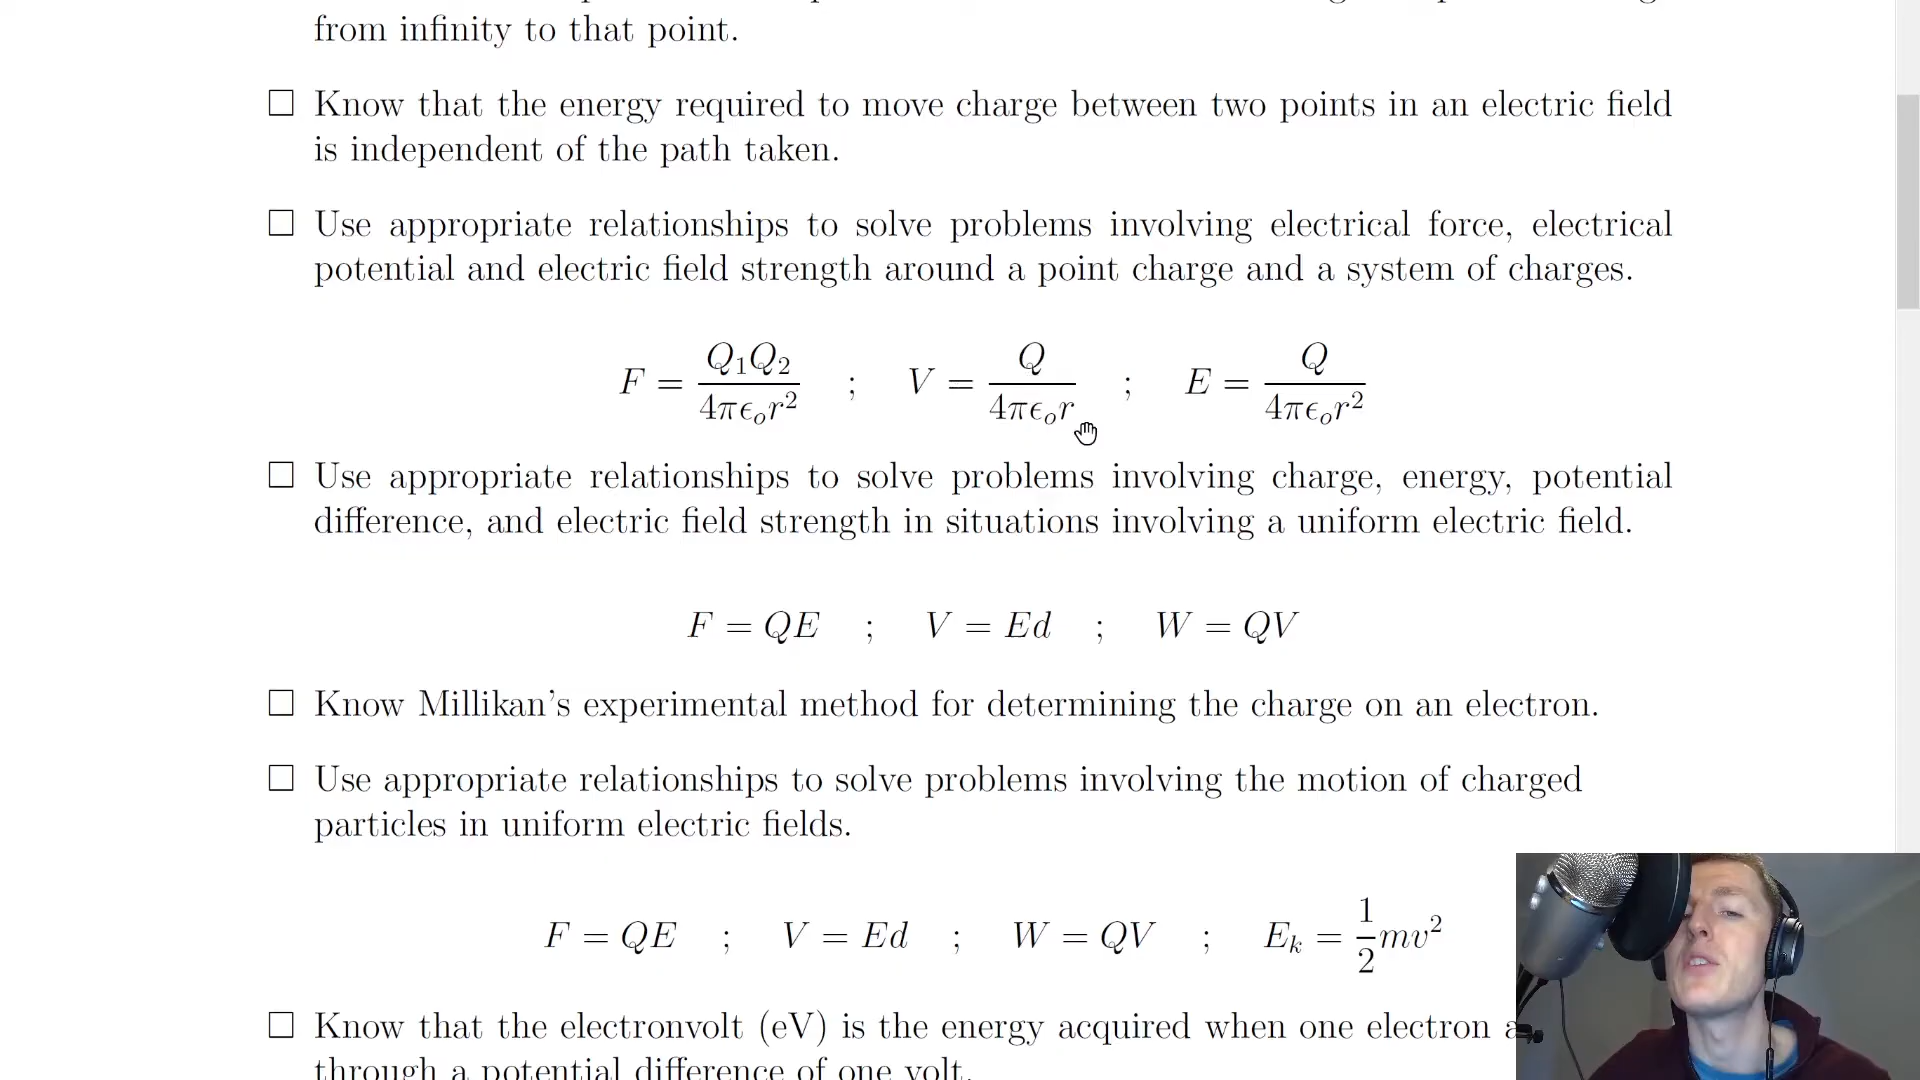 from infinity to that point.
☐ Know that the energy required to move charge between two points in an electric field
is independent of the path taken.
☐ Use appropriate relationships to solve problems involving electrical force, electrical
potential and electric field strength around a point charge and a system of charges.
F = Q₁Q₂/4πϵₒr² ; V = Q/4πϵₒr ; E = Q/4πϵₒr²
☐ Use appropriate relationships to solve problems involving charge, energy, potential
difference, and electric field strength in situations involving a uniform electric field.
F = QE ; V = Ed ; W = QV
☐ Know Millikan's experimental method for determining the charge on an electron.
☐ Use appropriate relationships to solve problems involving the motion of charged
particles in uniform electric fields.
F = QE ; V = Ed ; W = QV ; Eₖ = 1/2 mv²
☐ Know that the electronvolt (eV) is the energy acquired when one electron
through a potential difference of one volt.